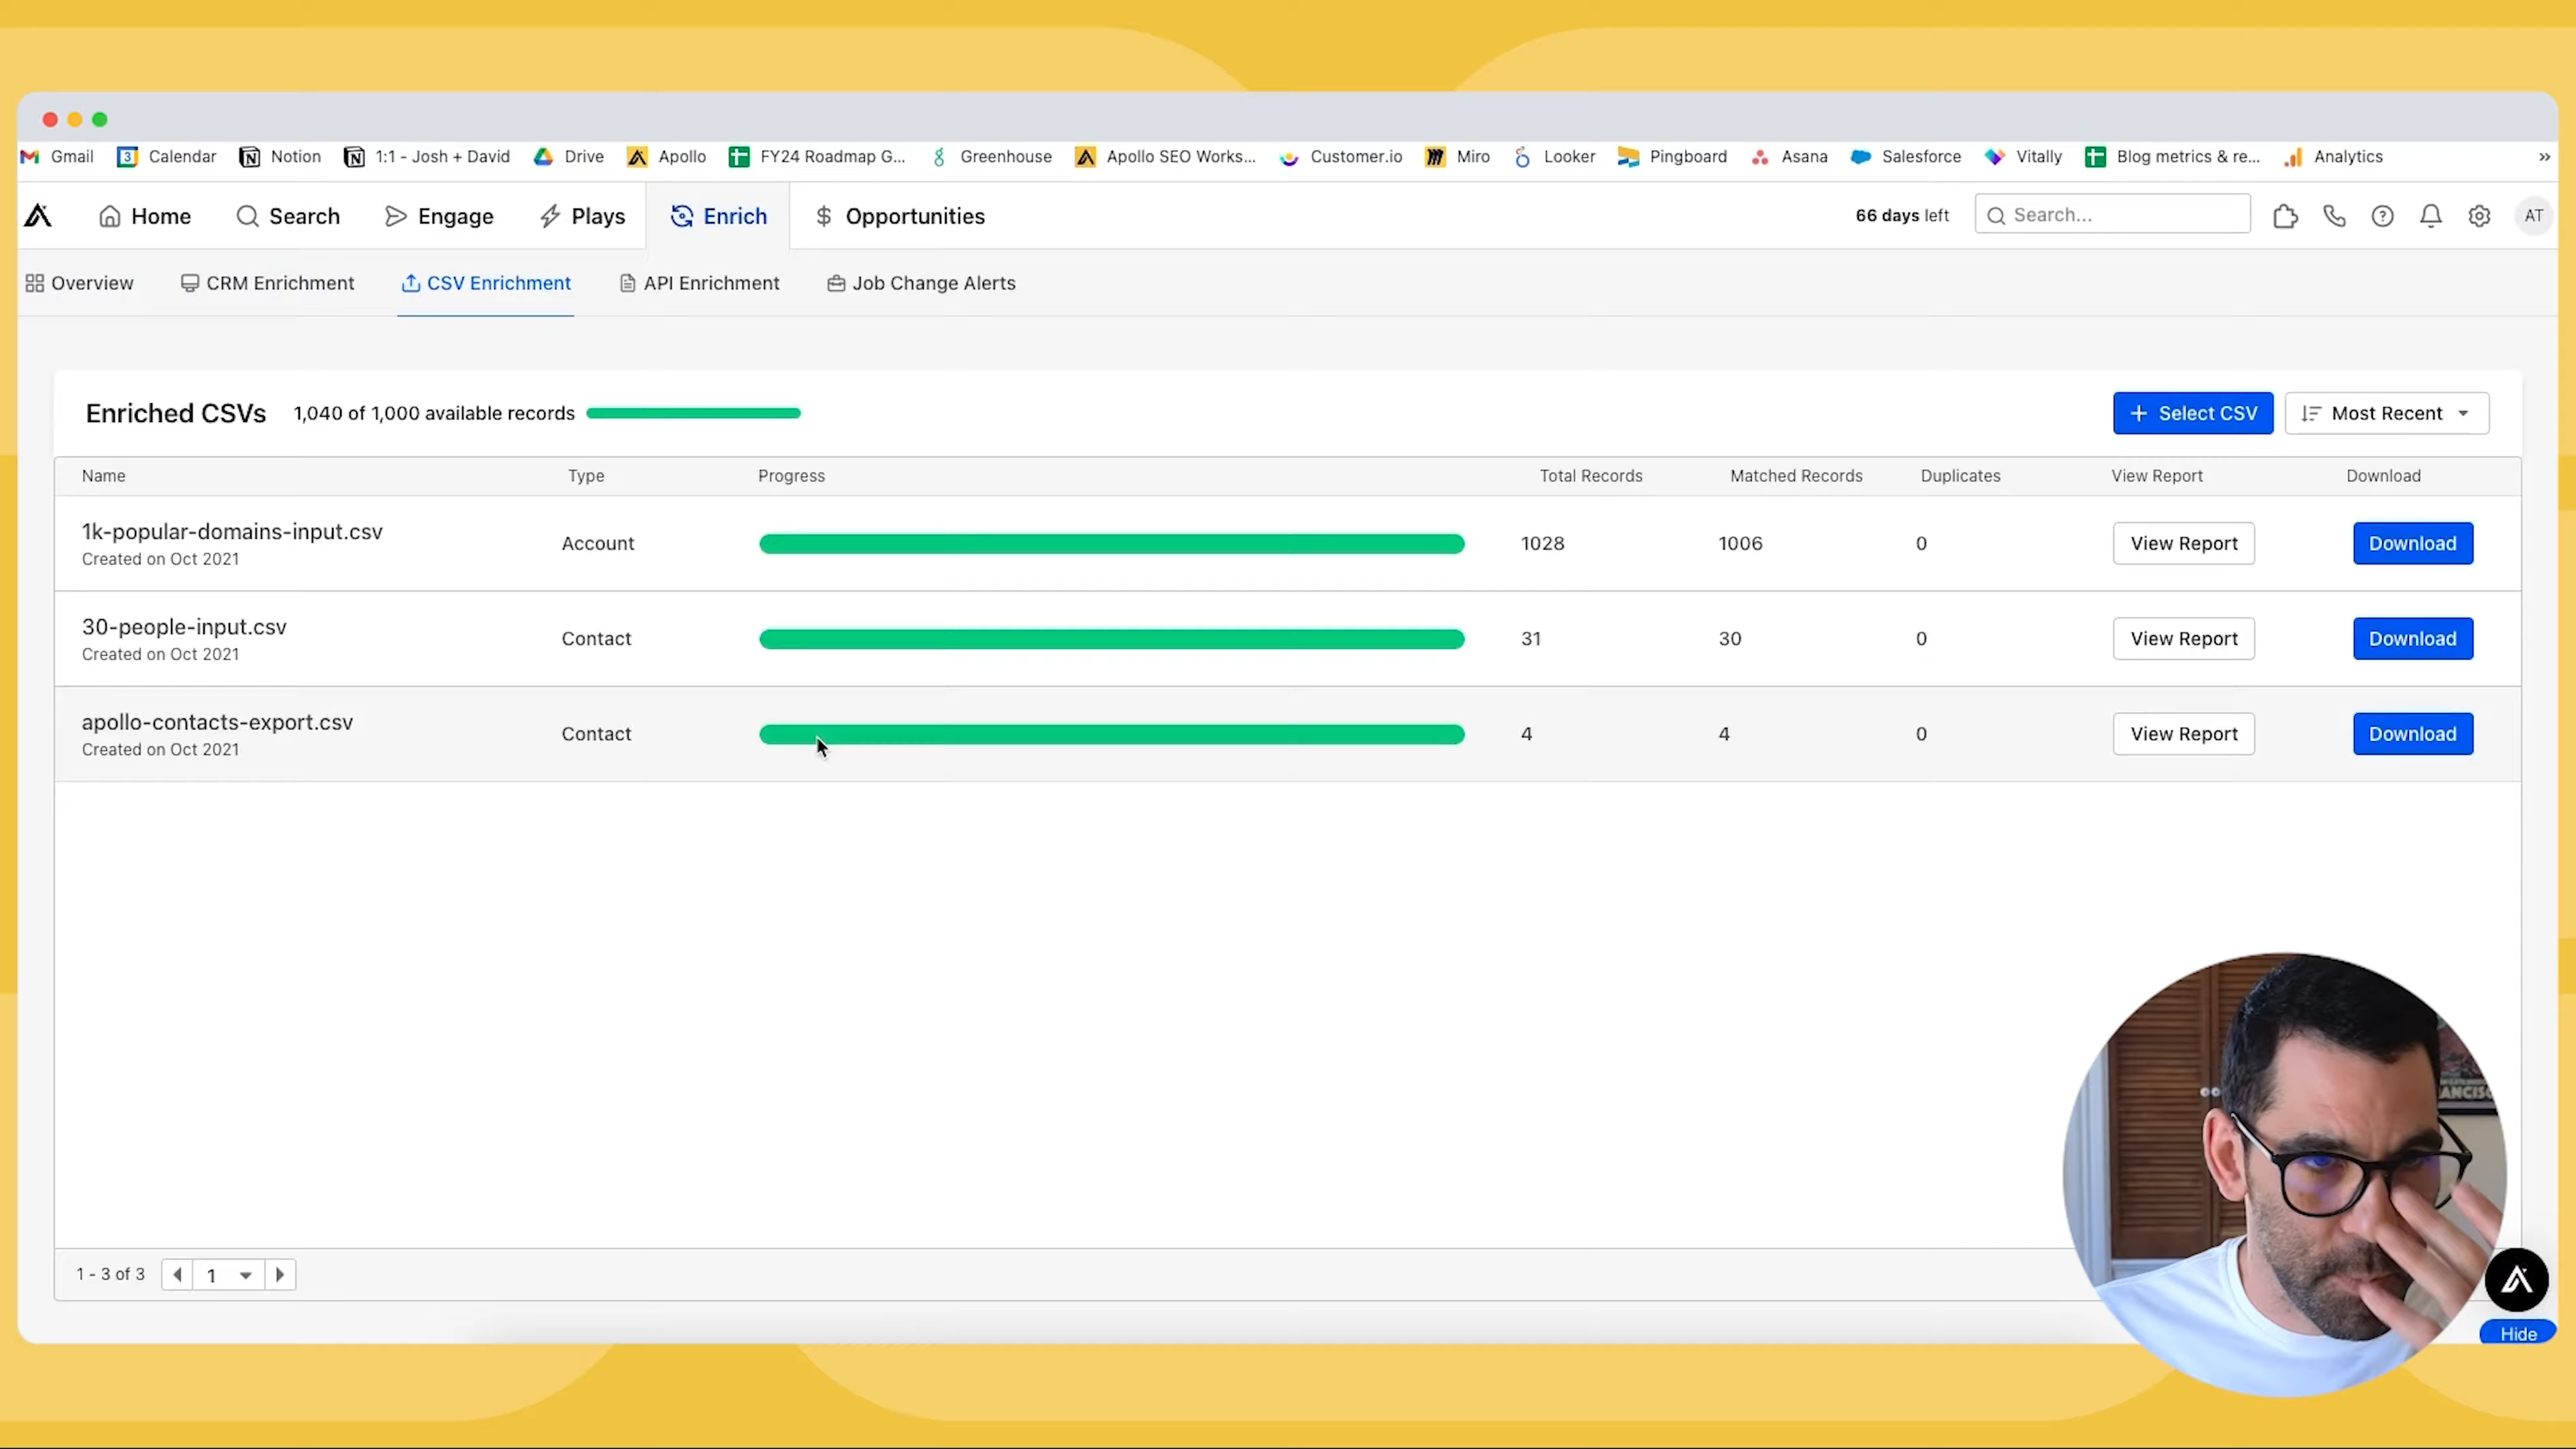 Gmail Calendar Notion 1:1 - Josh + David Drive Apollo FY24 Roadmap G... Greenhouse Apollo SEO Works... Customer.io Miro Looker Pingboard Asana Salesforce Vitally Blog metrics & re... Analytics »
Home Search Engage Plays Enrich $ Opportunities 66 days left Search... AT
Overview CRM Enrichment CSV Enrichment API Enrichment Job Change Alerts
Enriched CSVs 1,040 of 1,000 available records + Select CSV Most Recent
Name Type Progress Total Records Matched Records Duplicates View Report Download
1k-popular-domains-input.csv Account 1028 1006 0 View Report Download
Created on Oct 2021
30-people-input.csv Contact 31 30 0 View Report Download
Created on Oct 2021
apollo-contacts-export.csv Contact 4 4 0 View Report Download
Created on Oct 2021
1 - 3 of 3 1
Hide